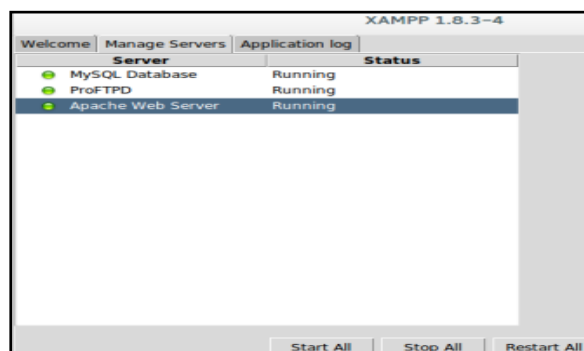 XAMPP 1.8.3-4
Welcome Manage Servers Application log
Server Status
MySQL Database Running
ProFTPD Running
Apache Web Server Running
Start All Stop All Restart All